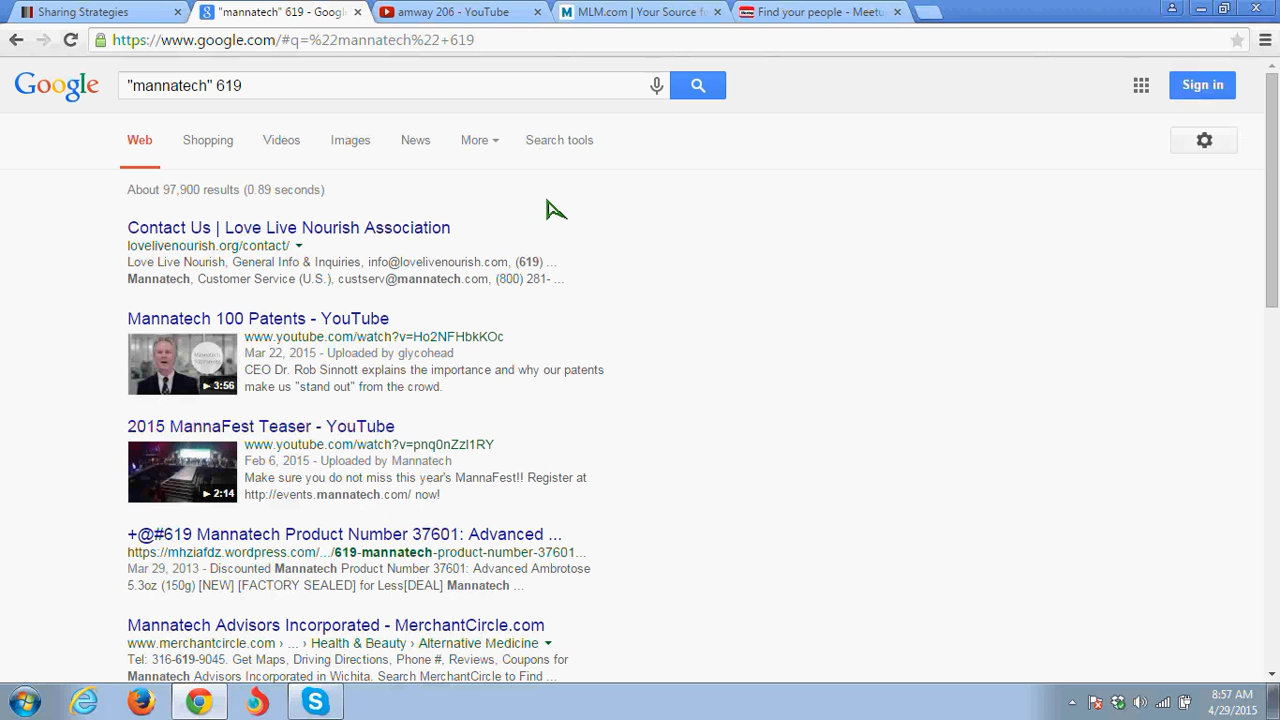 Sharing Strategies
"mannatech" 619 - Googl
amway 206 - YouTube
MLM.com | Your Source fo
Find your people - Meetu
https://www.google.com/#q=%22mannatech%22+619
Google
"mannatech" 619
Sign in
Web Shopping Videos Images News More Search tools
About 97,900 results (0.89 seconds)
Contact Us | Love Live Nourish Association
lovelivenourish.org/contact/
Love Live Nourish, General Info & Inquiries, info@lovelivenourish.com, (619) ...
Mannatech, Customer Service (U.S.), custserv@mannatech.com, (800) 281- ...
Mannatech 100 Patents - YouTube
www.youtube.com/watch?v=Ho2NFHbkKOc
Mar 22, 2015 - Uploaded by glycohead
CEO Dr. Rob Sinnott explains the importance and why our patents
make us "stand out" from the crowd.
3:56
2015 MannaFest Teaser - YouTube
www.youtube.com/watch?v=pnq0nZzl1RY
Feb 6, 2015 - Uploaded by Mannatech
Make sure you do not miss this year's MannaFest!! Register at
http://events.mannatech.com/ now!
2:14
+@#619 Mannatech Product Number 37601: Advanced ...
https://mhziafdz.wordpress.com/.../619-mannatech-product-number-37601...
Mar 29, 2013 - Discounted Mannatech Product Number 37601: Advanced Ambrotose
5.3oz (150g) [NEW] [FACTORY SEALED] for Less[DEAL] Mannatech ...
Mannatech Advisors Incorporated - MerchantCircle.com
www.merchantcircle.com › ... › Health & Beauty › Alternative Medicine
Tel: 316-619-9045. Get Maps, Driving Directions, Phone #, Reviews, Coupons for
Mannatech Advisors Incorporated in Wichita. Search MerchantCircle to Find ...
8:57 AM
4/29/2015